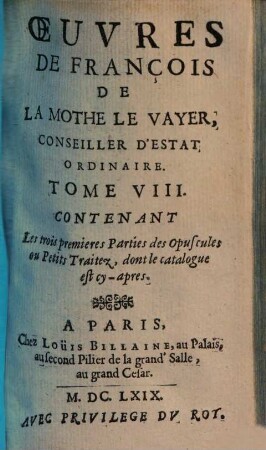 ŒUVRES
DE FRANÇOIS
DE
LA MOTHE LE VAYER,
CONSEILLER D'ESTAT
ORDINAIRE.
TOME VIII.
CONTENANT
Les trois premieres Parties des Opuscules
ou Petits Traitez, dont le catalogue
est cy-apres.
A PARIS,
Chez LOÜIS BILLAINE, au Palais,
au second Pilier de la grand' Salle,
au grand Cesar.
M. DC. LXIX.
AVEC PRIVILEGE DV ROY.